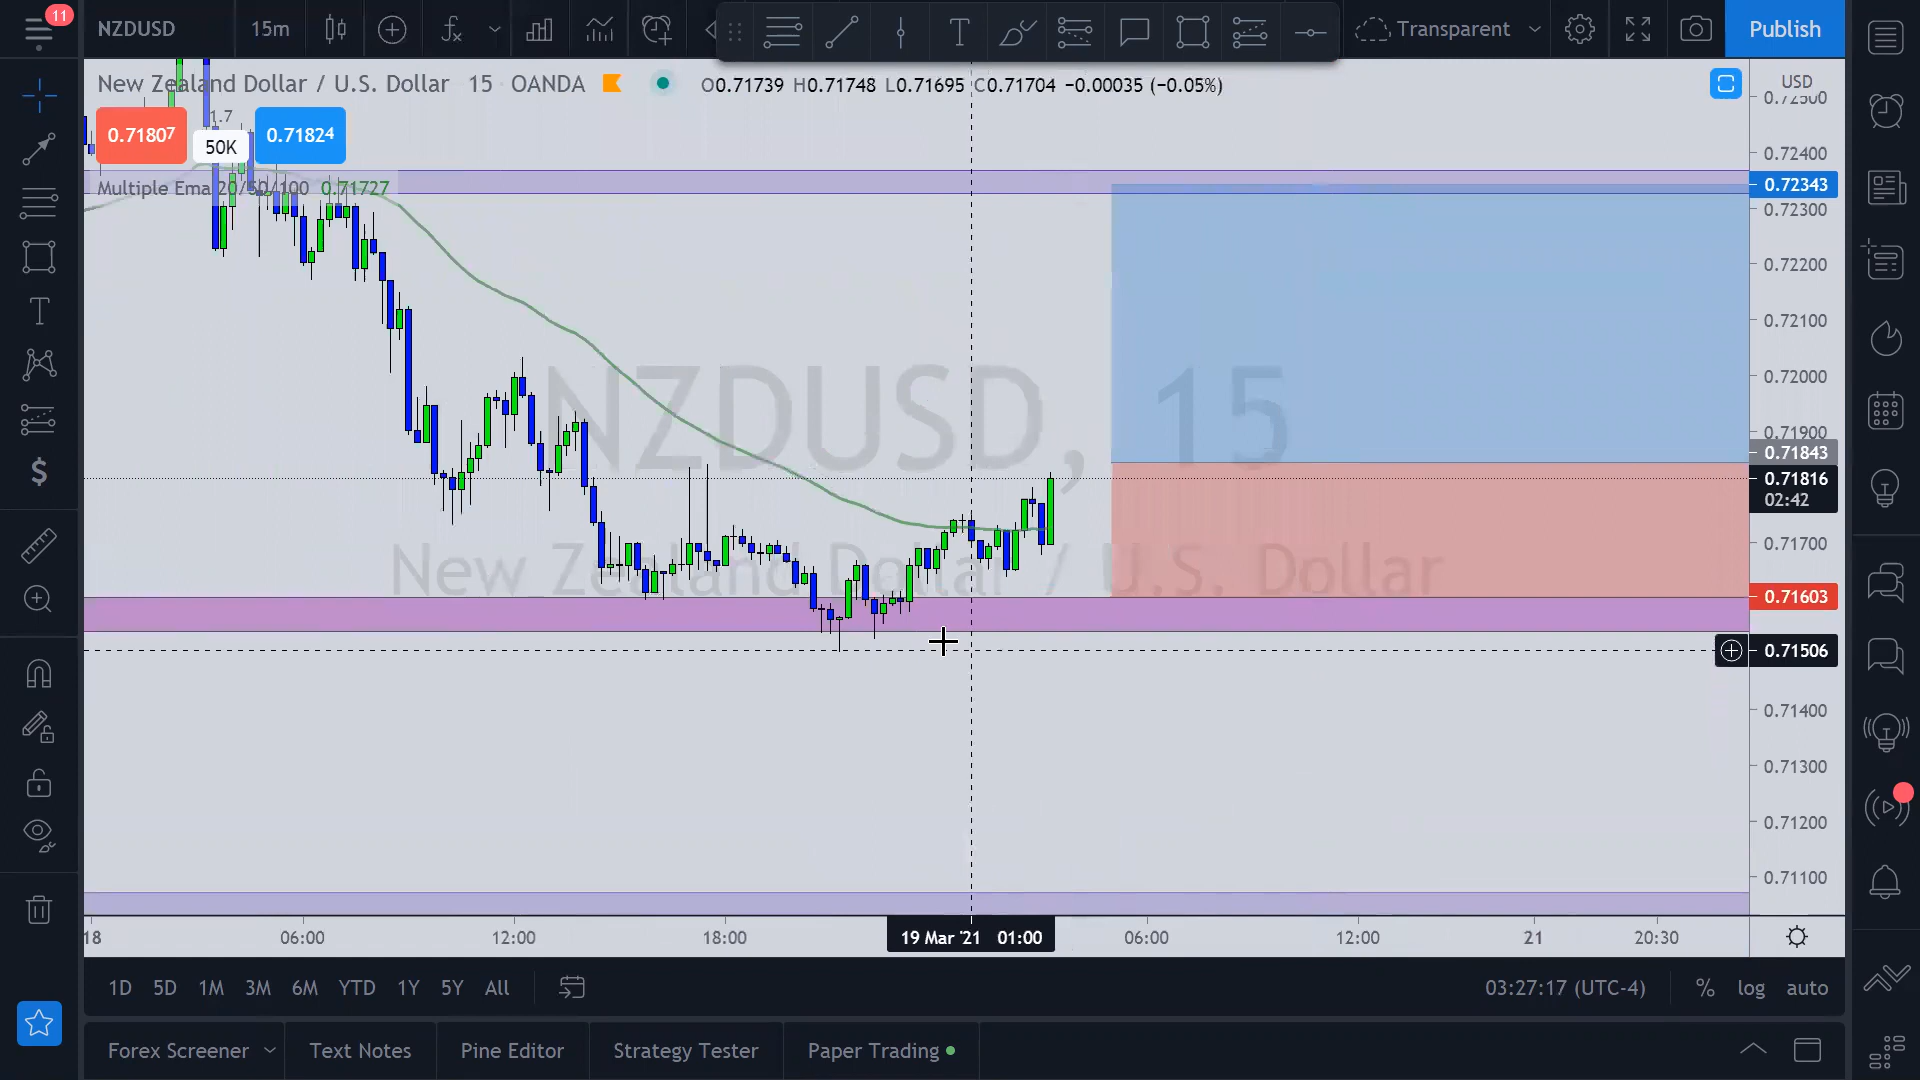 11
NZDUSD
15m
Transparent
Publish
New Zealand Dollar / U.S. Dollar 15 OANDA O0.71739 H0.71748 L0.71695 C0.71704 −0.00035 (−0.05%)
USD
0.71807
1.7
50K
0.71824
Multiple Ema 20/50/100 0.71727
0.72500
0.72400
0.72343
0.72300
0.72200
0.72100
0.72000
0.71900
0.71843
0.71816
02:42
0.71700
0.71603
0.71506
0.71400
0.71300
0.71200
0.71100
NZDUSD, 15
New Zealand Dollar / U.S. Dollar
18 06:00 12:00 18:00 19 Mar '21 01:00 06:00 12:00 21 20:30
1D 5D 1M 3M 6M YTD 1Y 5Y All
03:27:17 (UTC-4) % log auto
Forex Screener Text Notes Pine Editor Strategy Tester Paper Trading